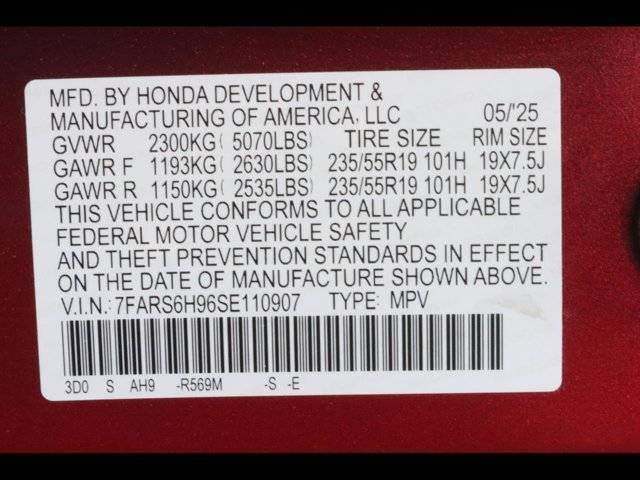 MFD. BY HONDA DEVELOPMENT &
MANUFACTURING OF AMERICA, LLC 05/'25
GVWR 2300KG( 5070LBS) TIRE SIZE RIM SIZE
GAWR F 1193KG( 2630LBS) 235/55R19 101H 19X7.5J
GAWR R 1150KG( 2535LBS) 235/55R19 101H 19X7.5J
THIS VEHICLE CONFORMS TO ALL APPLICABLE
FEDERAL MOTOR VEHICLE SAFETY
AND THEFT PREVENTION STANDARDS IN EFFECT
ON THE DATE OF MANUFACTURE SHOWN ABOVE.
V.I.N.:7FARS6H96SE110907 TYPE: MPV
3D0 S AH9 -R569M -S -E